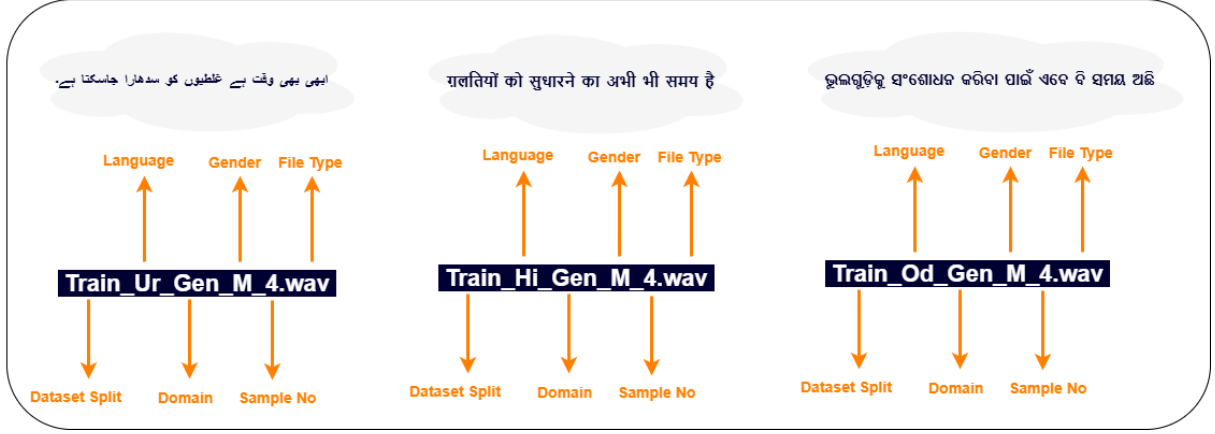 ابھی بھی وقت ہے غلطیوں کو سدھارا جاسکتا ہے۔
Language Gender File Type
Train_Ur_Gen_M_4.wav
Dataset Split Domain Sample No
ग़लतियों को सुधारने का अभी भी समय है
Language Gender File Type
Train_Hi_Gen_M_4.wav
Dataset Split Domain Sample No
ଭୁଲଗୁଡ଼ିକୁ ସଂଶୋଧନ କରିବା ପାଇଁ ଏବେ ବି ସମୟ ଅଛି
Language Gender File Type
Train_Od_Gen_M_4.wav
Dataset Split Domain Sample No